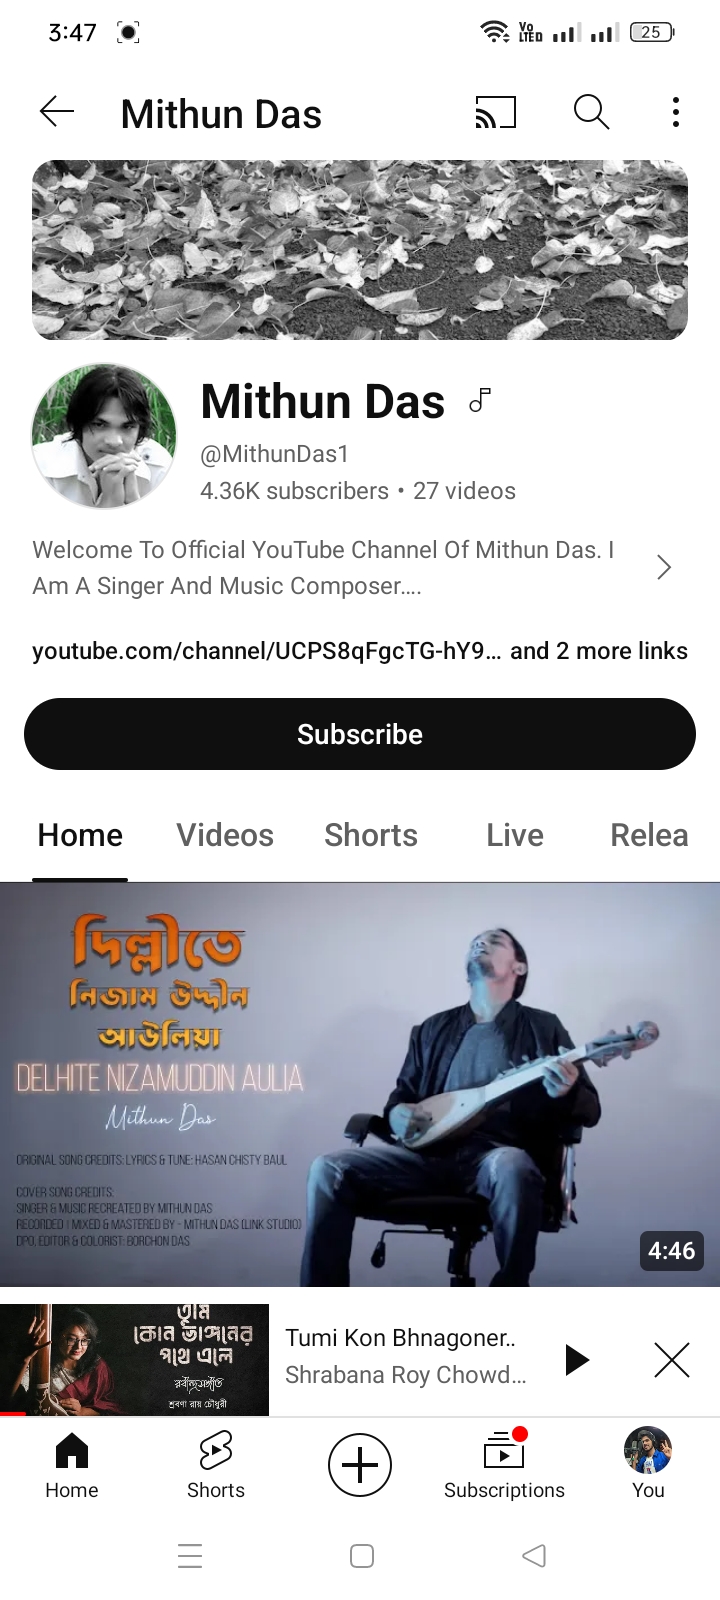 3:47
Vo
LTED
25
Mithun Das
Mithun Das
@MithunDas1
4.36K subscribers • 27 videos
Welcome To Official YouTube Channel Of Mithun Das. I
Am A Singer And Music Composer....
youtube.com/channel/UCPS8qFgcTG-hY9... and 2 more links
Subscribe
Home Videos Shorts Live Relea
দিল্লীতে
নিজাম উদ্দীন
আউলিয়া
DELHITE NIZAMUDDIN AULIA
Mithun Das
ORIGINAL SONG CREDITS: LYRICS & TUNE: HASAN CHISTY BAUL
COVER SONG CREDITS:
SINGER & MUSIC RECREATED BY MITHUN DAS
RECORDED | MIXED & MASTERED BY - MITHUN DAS (LINK STUDIO)
DPO, EDITOR & COLORIST: BORCHON DAS
4:46
তুমি
কোন ভাঙ্গনের
পথে এলে
রবীন্দ্রসঙ্গীত
শ্রবণা রায় চৌধুরী
Tumi Kon Bhnagoner..
Shrabana Roy Chowd...
Home Shorts Subscriptions You